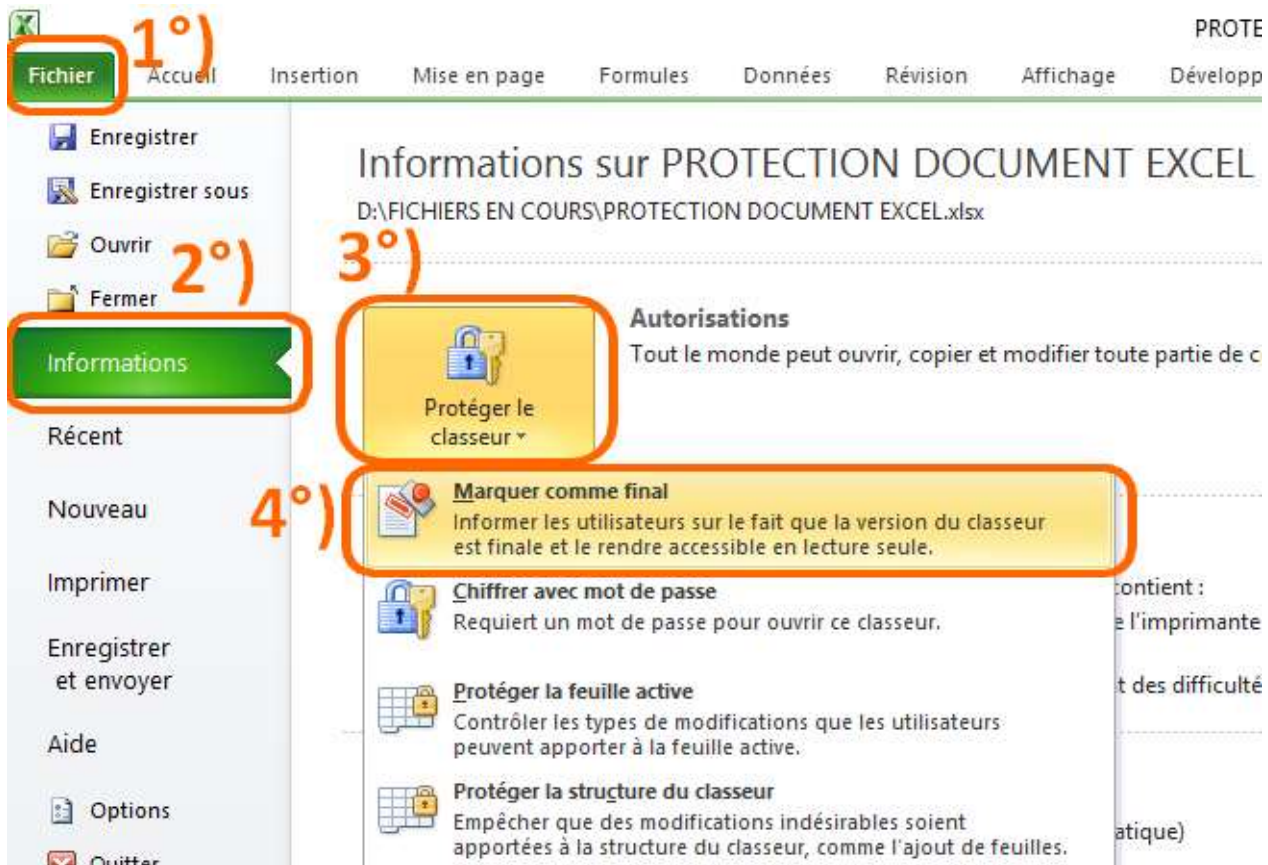 1°)
PROTE
Fichier Accueil Insertion Mise en page Formules Données Révision Affichage Développ
Enregistrer
Enregistrer sous
Ouvrir
Fermer
2°)
Informations
Récent
Nouveau
Imprimer
Enregistrer
et envoyer
Aide
Options
Quitter
Informations sur PROTECTION DOCUMENT EXCEL
D:\FICHIERS EN COURS\PROTECTION DOCUMENT EXCEL.xlsx
3°)
Protéger le
classeur
Autorisations
Tout le monde peut ouvrir, copier et modifier toute partie de c
4°)
Marquer comme final
Informer les utilisateurs sur le fait que la version du classeur
est finale et le rendre accessible en lecture seule.
Chiffrer avec mot de passe
Requiert un mot de passe pour ouvrir ce classeur.
Protéger la feuille active
Contrôler les types de modifications que les utilisateurs
peuvent apporter à la feuille active.
Protéger la structure du classeur
Empêcher que des modifications indésirables soient
apportées à la structure du classeur, comme l'ajout de feuilles.
contient :
l'imprimante
des difficulté
atique)